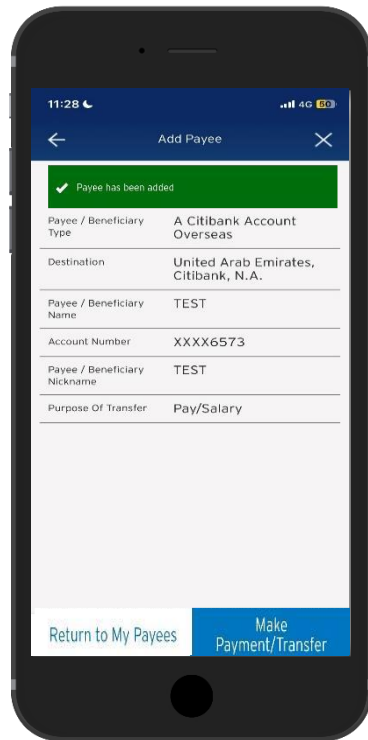 11:28 4G 50
Add Payee
Payee has been added
Payee / Beneficiary A Citibank Account
Type Overseas
Destination United Arab Emirates,
Citibank, N.A.
Payee / Beneficiary TEST
Name
Account Number XXXX6573
Payee / Beneficiary TEST
Nickname
Purpose Of Transfer Pay/Salary
Return to My Payees Make
Payment/Transfer